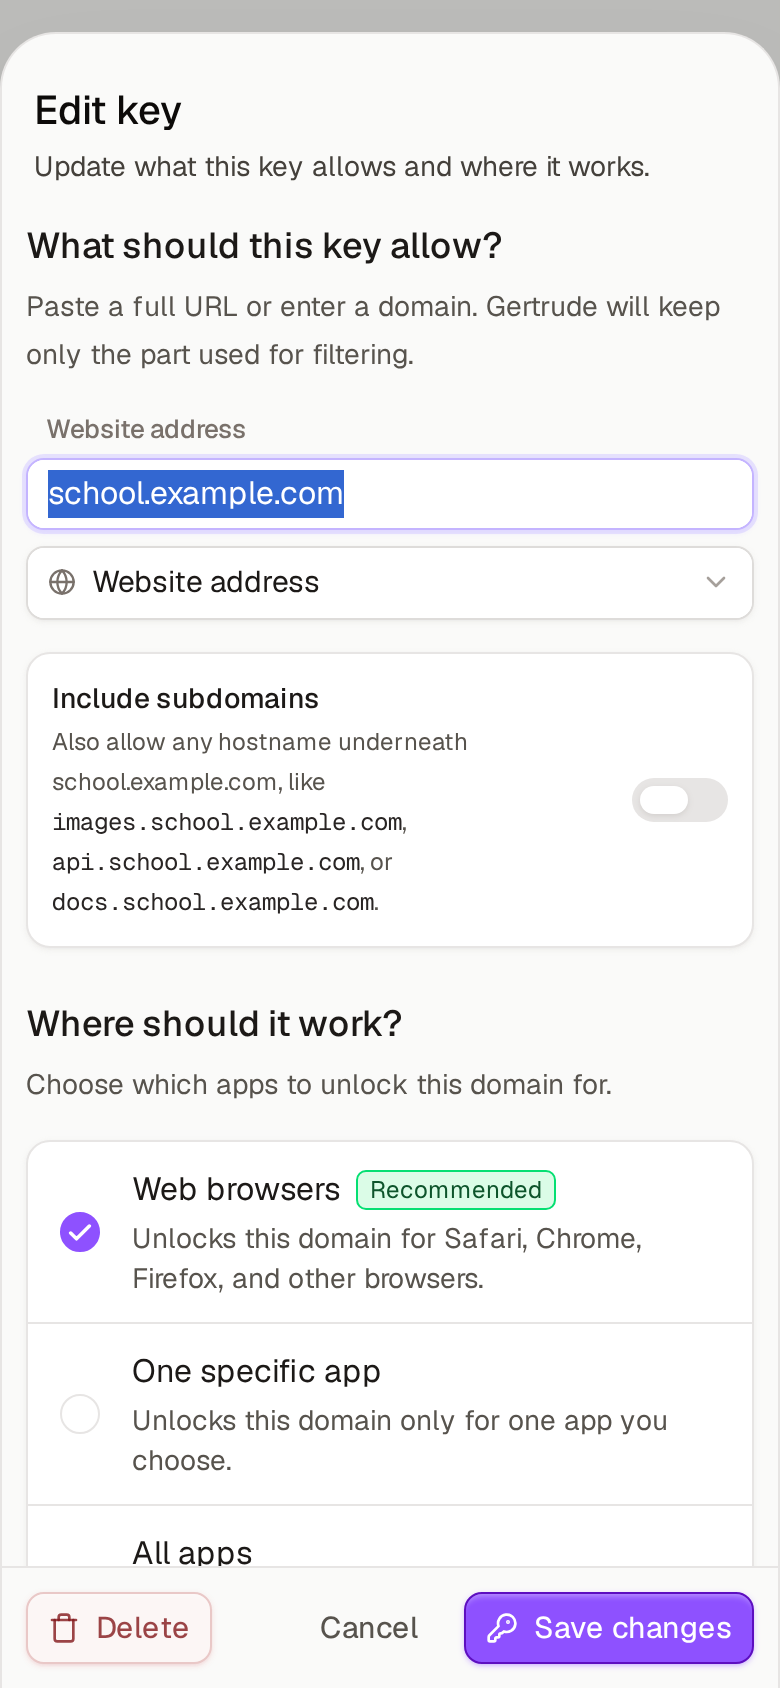 Edit key
Update what this key allows and where it works.
What should this key allow?
Paste a full URL or enter a domain. Gertrude will keep
only the part used for filtering.
Website address
school.example.com
Website address
Include subdomains
Also allow any hostname underneath
school.example.com, like
images.school.example.com,
api.school.example.com, or
docs.school.example.com.
Where should it work?
Choose which apps to unlock this domain for.
Web browsers Recommended
Unlocks this domain for Safari, Chrome,
Firefox, and other browsers.
One specific app
Unlocks this domain only for one app you
choose.
All apps
Delete Cancel Save changes